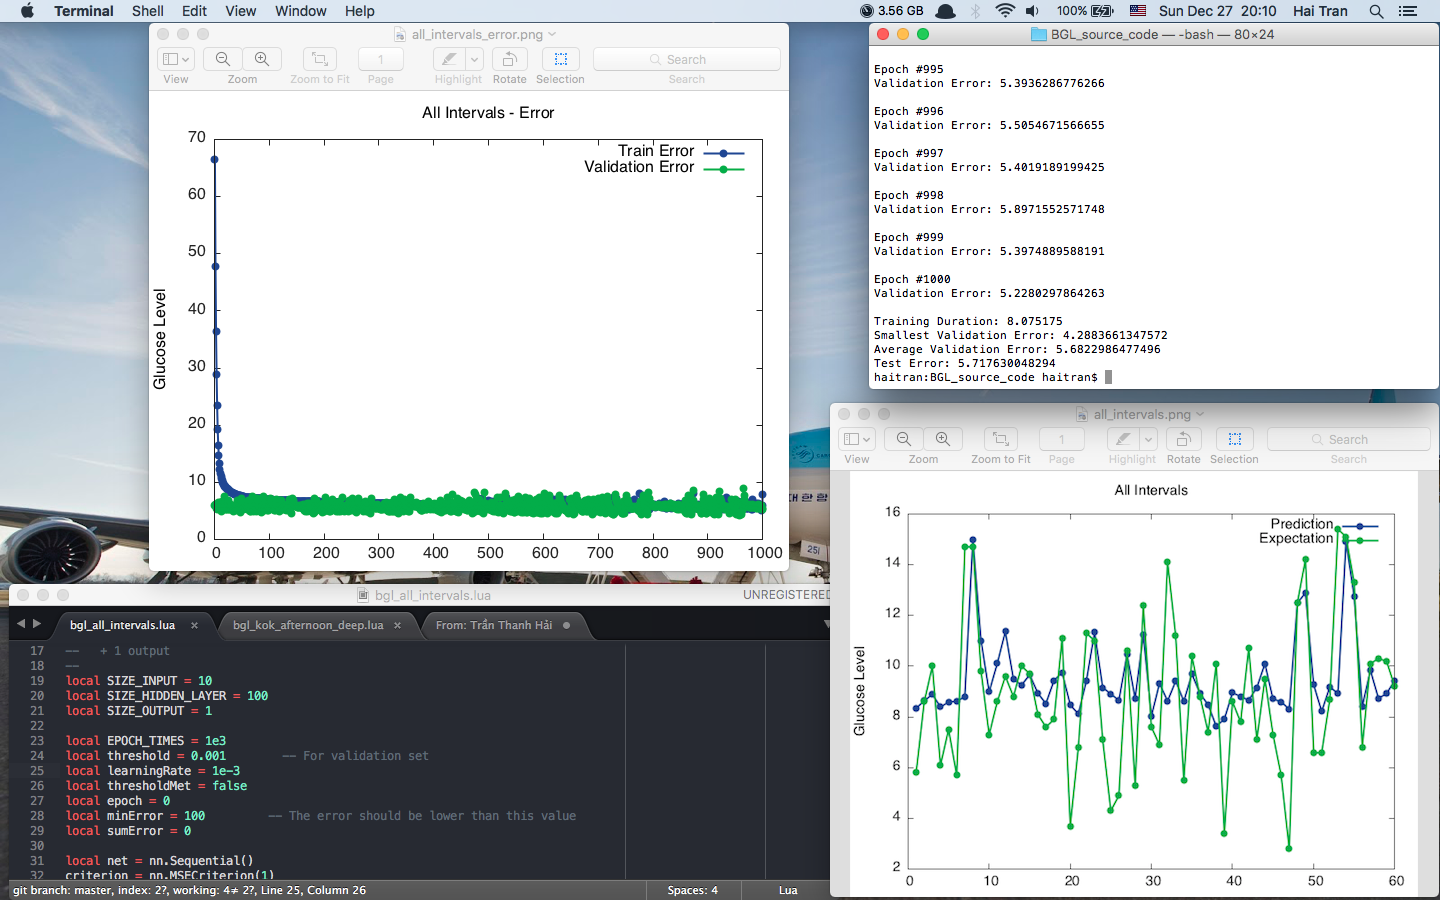 Terminal Shell Edit View Window Help 3.56 GB 100% Sun Dec 27 20:10 Hai Tran
all_intervals_error.png
1 Search
View Zoom Zoom to Fit Page Highlight Rotate Selection Search
All Intervals - Error
Train Error
Validation Error
Glucose Level
70
60
50
40
30
20
10
0
0 100 200 300 400 500 600 700 800 900 1000
BGL_source_code — -bash — 80×24
Epoch #995
Validation Error: 5.3936286776266
Epoch #996
Validation Error: 5.5054671566655
Epoch #997
Validation Error: 5.4019189199425
Epoch #998
Validation Error: 5.8971552571748
Epoch #999
Validation Error: 5.3974889588191
Epoch #1000
Validation Error: 5.2280297864263
Training Duration: 8.075175
Smallest Validation Error: 4.2883661347572
Average Validation Error: 5.6822986477496
Test Error: 5.717630048294
haitran:BGL_source_code haitran$
대한항
251
bgl_all_intervals.lua UNREGISTERED
bgl_all_intervals.lua × bgl_kok_afternoon_deep.lua × From: Trần Thanh Hải
17 -- + 1 output
18 --
19 local SIZE_INPUT = 10
20 local SIZE_HIDDEN_LAYER = 100
21 local SIZE_OUTPUT = 1
22
23 local EPOCH_TIMES = 1e3
24 local threshold = 0.001 -- For validation set
25 local learningRate = 1e-3
26 local thresholdMet = false
27 local epoch = 0
28 local minError = 100 -- The error should be lower than this value
29 local sumError = 0
30
31 local net = nn.Sequential()
32 criterion = nn.MSECriterion(1)
git branch: master, index: 2?, working: 4≠ 2?, Line 25, Column 26 Spaces: 4 Lua
all_intervals.png
1 Search
View Zoom Zoom to Fit Page Highlight Rotate Selection Search
All Intervals
Prediction
Expectation
Glucose Level
16
14
12
10
8
6
4
2
0 10 20 30 40 50 60